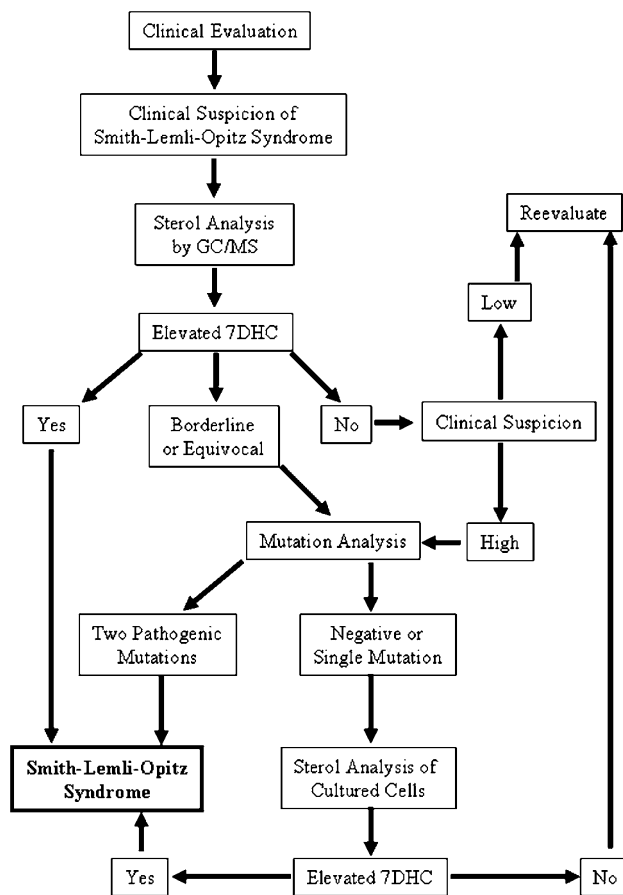 Clinical Evaluation
Clinical Suspicion of
Smith-Lemli-Opitz Syndrome
Sterol Analysis
by GC/MS
Reevaluate
Low
Elevated 7DHC
Yes
Borderline
or Equivocal
No
Clinical Suspicion
Mutation Analysis
High
Two Pathogenic
Mutations
Negative or
Single Mutation
Smith-Lemli-Opitz
Syndrome
Sterol Analysis of
Cultured Cells
Yes
Elevated 7DHC
No